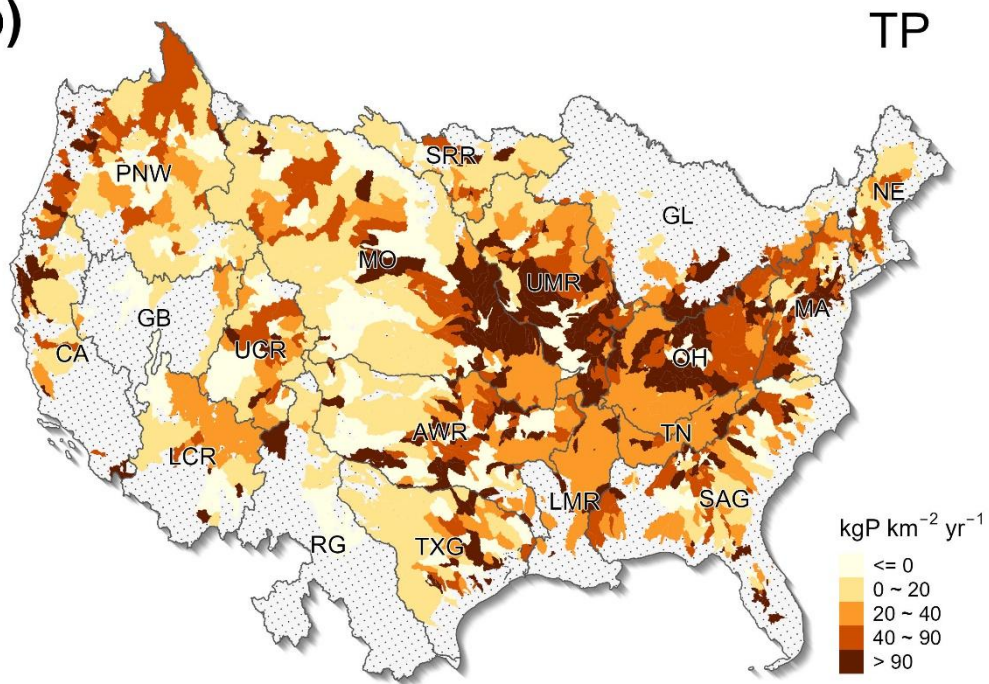 )
TP
SRR
PNW
NE
GL
MO
UMR
GB
MA
CA
UCR
OH
AWR
TN
LCR
LMR
SAG
RG
TXG
kgP km⁻² yr⁻¹
<= 0
0 ~ 20
20 ~ 40
40 ~ 90
> 90